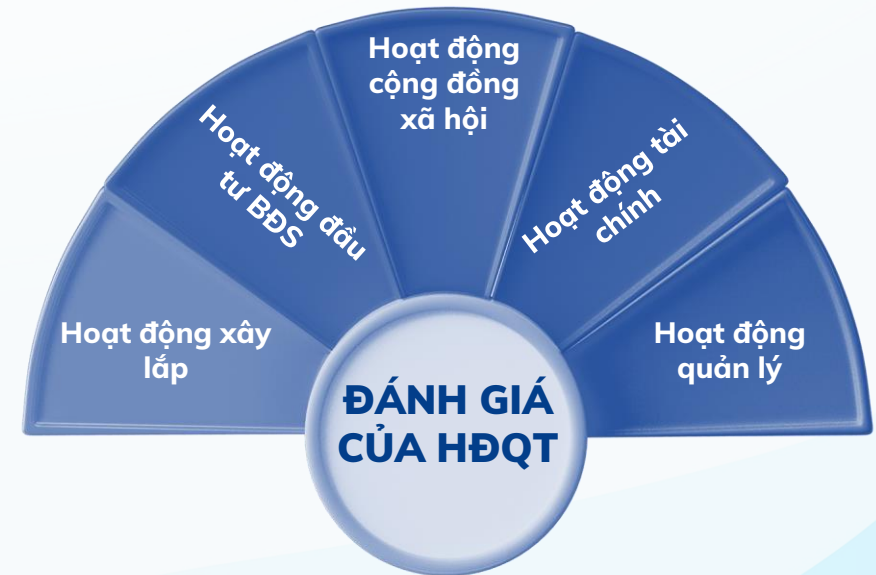 Hoạt động
cộng đồng
xã hội
Hoạt động đầu
tư BĐS
Hoạt động tài
chính
Hoạt động xây
lắp
Hoạt động
quản lý
ĐÁNH GIÁ
CỦA HĐQT